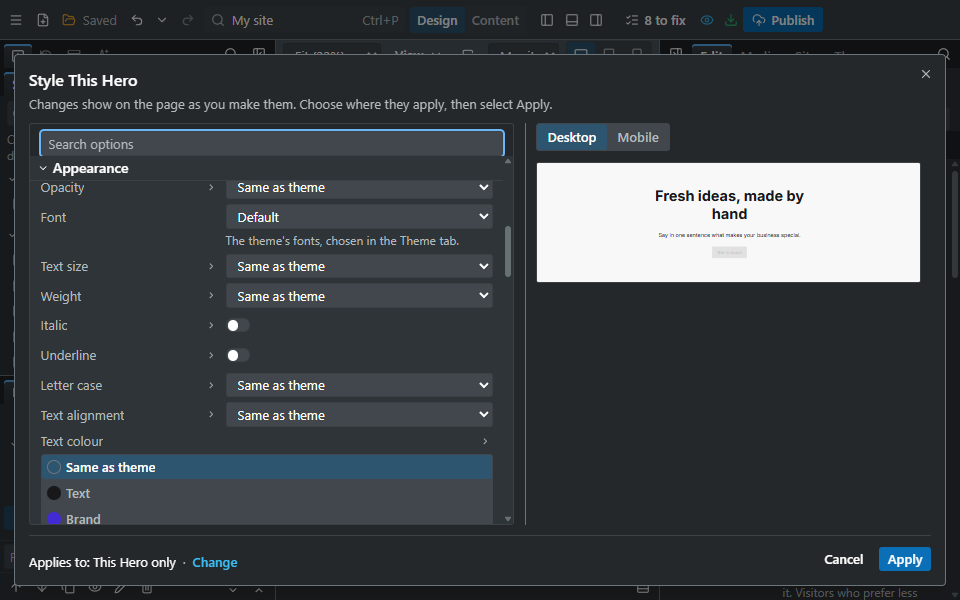 Saved
My site
Ctrl+P
Design
Content
8 to fix
Publish
Style This Hero
Changes show on the page as you make them. Choose where they apply, then select Apply.
Search options
Desktop
Mobile
Appearance
Opacity
Same as theme
Font
Default
The theme's fonts, chosen in the Theme tab.
Text size
Same as theme
Weight
Same as theme
Italic
Underline
Letter case
Same as theme
Text alignment
Same as theme
Text colour
Same as theme
Text
Brand
Fresh ideas, made by
hand
Say in one sentence what makes your business special.
Applies to: This Hero only · Change
Cancel
Apply
it. Visitors who prefer less